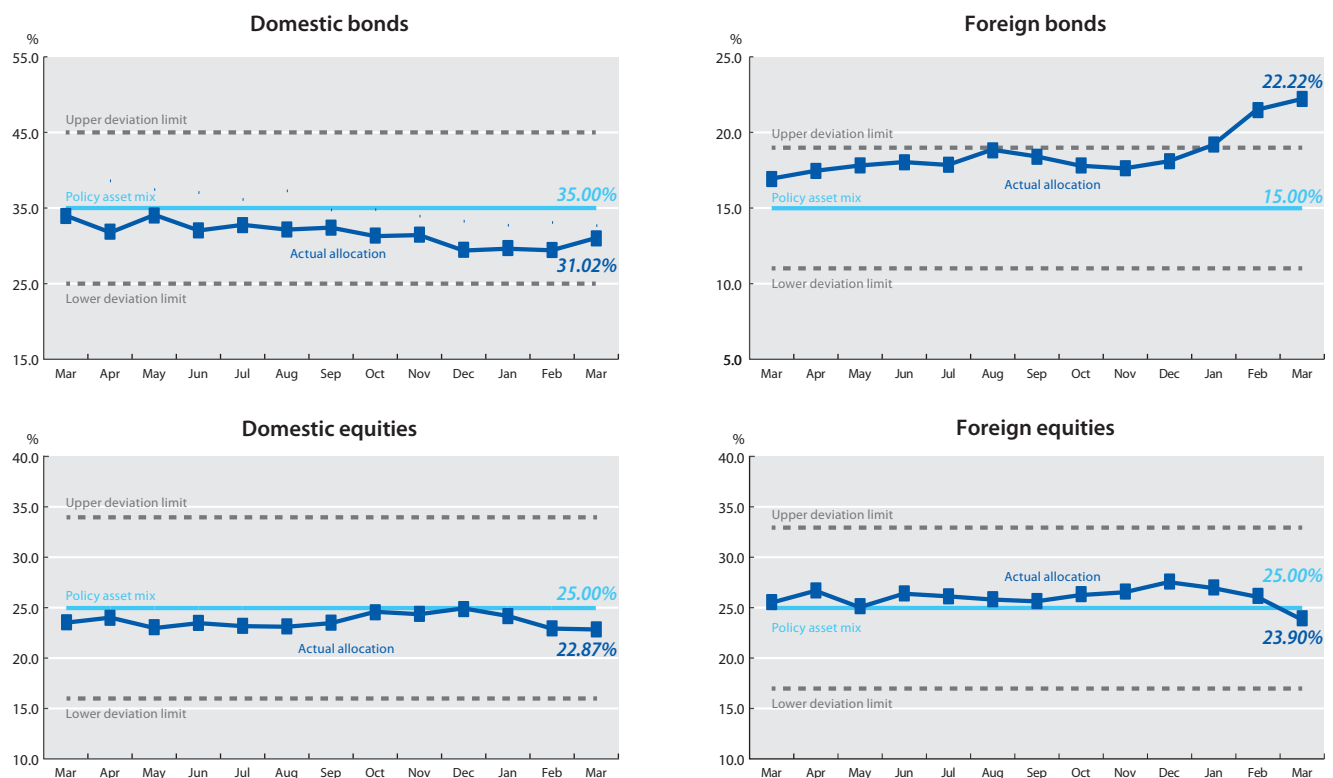 Domestic bonds
%
55.0
45.0
35.0
25.0
15.0
Upper deviation limit
Policy asset mix
35.00%
Actual allocation
31.02%
Lower deviation limit
Mar Apr May Jun Jul Aug Sep Oct Nov Dec Jan Feb Mar
Foreign bonds
%
25.0
20.0
15.0
10.0
5.0
22.22%
Upper deviation limit
Actual allocation
Policy asset mix
15.00%
Lower deviation limit
Mar Apr May Jun Jul Aug Sep Oct Nov Dec Jan Feb Mar
Domestic equities
%
40.0
35.0
30.0
25.0
20.0
15.0
10.0
Upper deviation limit
Policy asset mix
25.00%
Actual allocation
22.87%
Lower deviation limit
Mar Apr May Jun Jul Aug Sep Oct Nov Dec Jan Feb Mar
Foreign equities
%
40.0
35.0
30.0
25.0
20.0
15.0
10.0
Upper deviation limit
Actual allocation
25.00%
Policy asset mix
23.90%
Lower deviation limit
Mar Apr May Jun Jul Aug Sep Oct Nov Dec Jan Feb Mar